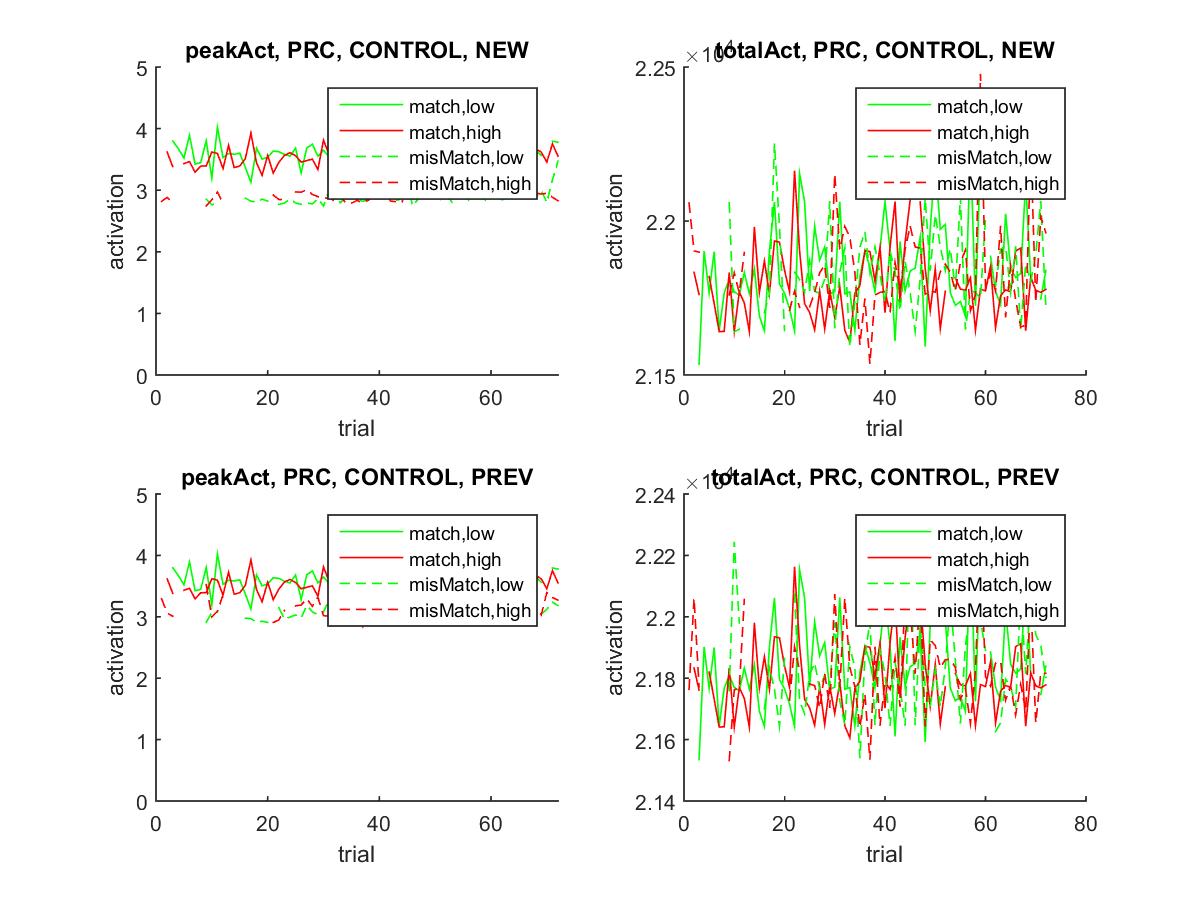 peakAct, PRC, CONTROL, NEW
5
4
3
2
1
0
activation
0 20 40 60
trial
match,low
match,high
misMatch,low
misMatch,high
×10⁴
totalAct, PRC, CONTROL, NEW
2.25
2.2
2.15
activation
0 20 40 60 80
trial
match,low
match,high
misMatch,low
misMatch,high
peakAct, PRC, CONTROL, PREV
5
4
3
2
1
0
activation
0 20 40 60
trial
match,low
match,high
misMatch,low
misMatch,high
×10⁴
totalAct, PRC, CONTROL, PREV
2.24
2.22
2.2
2.18
2.16
2.14
activation
0 20 40 60 80
trial
match,low
match,high
misMatch,low
misMatch,high